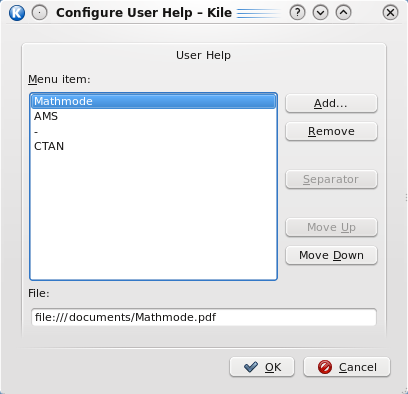 Configure User Help – Kile
User Help
Menu item:
Mathmode
AMS
-
CTAN
Add...
Remove
Separator
Move Up
Move Down
File:
file:///documents/Mathmode.pdf
OK
Cancel